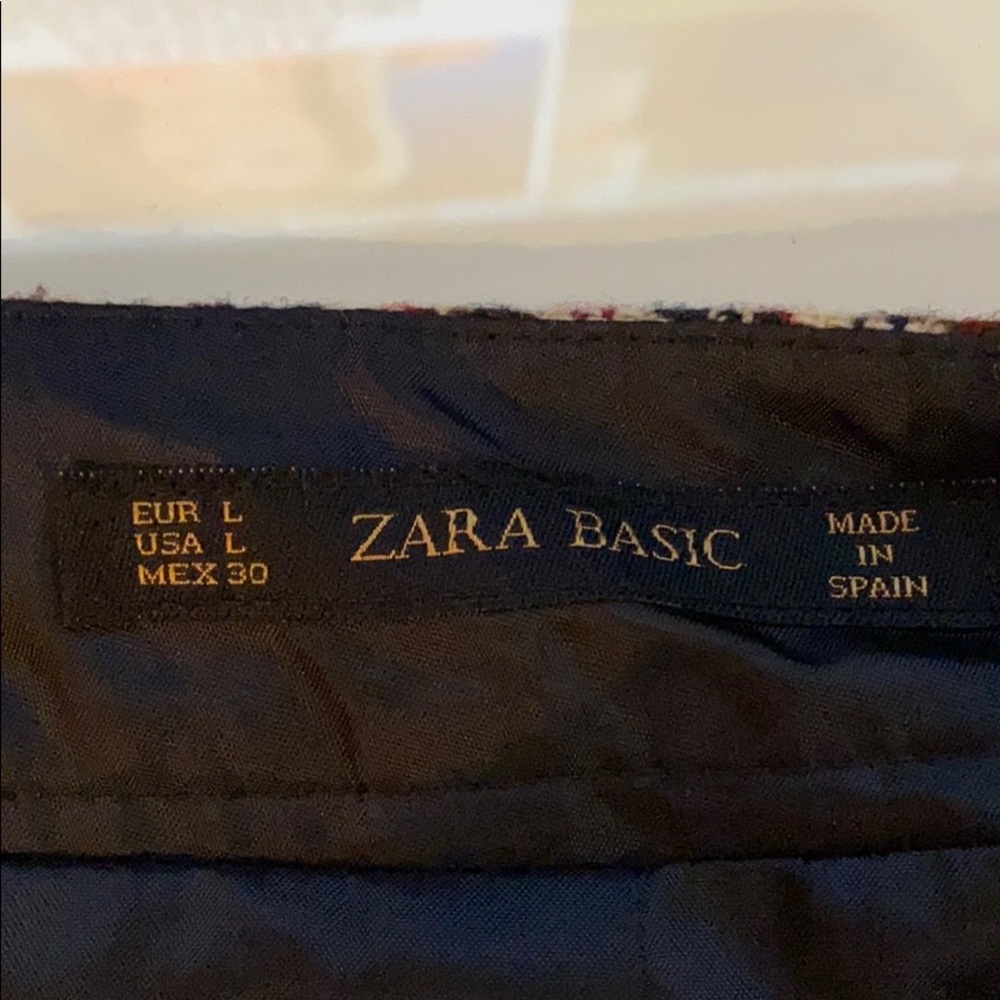 EUR L
USA L
MEX 30
ZARA BASIC
MADE
IN
SPAIN